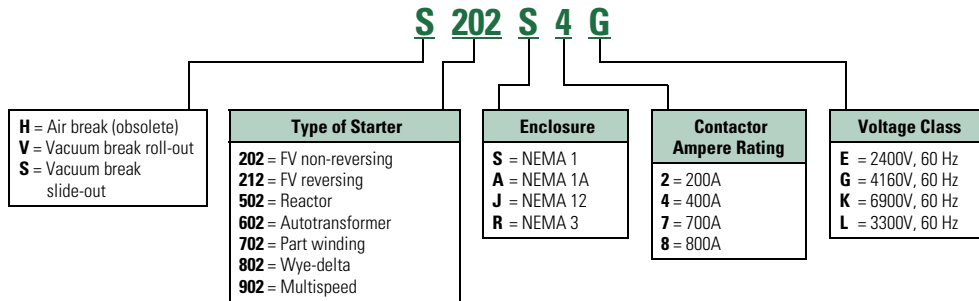 S 202 S 4 G
H = Air break (obsolete)
V = Vacuum break roll-out
S = Vacuum break
slide-out
Type of Starter
202 = FV non-reversing
212 = FV reversing
502 = Reactor
602 = Autotransformer
702 = Part winding
802 = Wye-delta
902 = Multispeed
Enclosure
S = NEMA 1
A = NEMA 1A
J = NEMA 12
R = NEMA 3
Contactor
Ampere Rating
2 = 200A
4 = 400A
7 = 700A
8 = 800A
Voltage Class
E = 2400V, 60 Hz
G = 4160V, 60 Hz
K = 6900V, 60 Hz
L = 3300V, 60 Hz